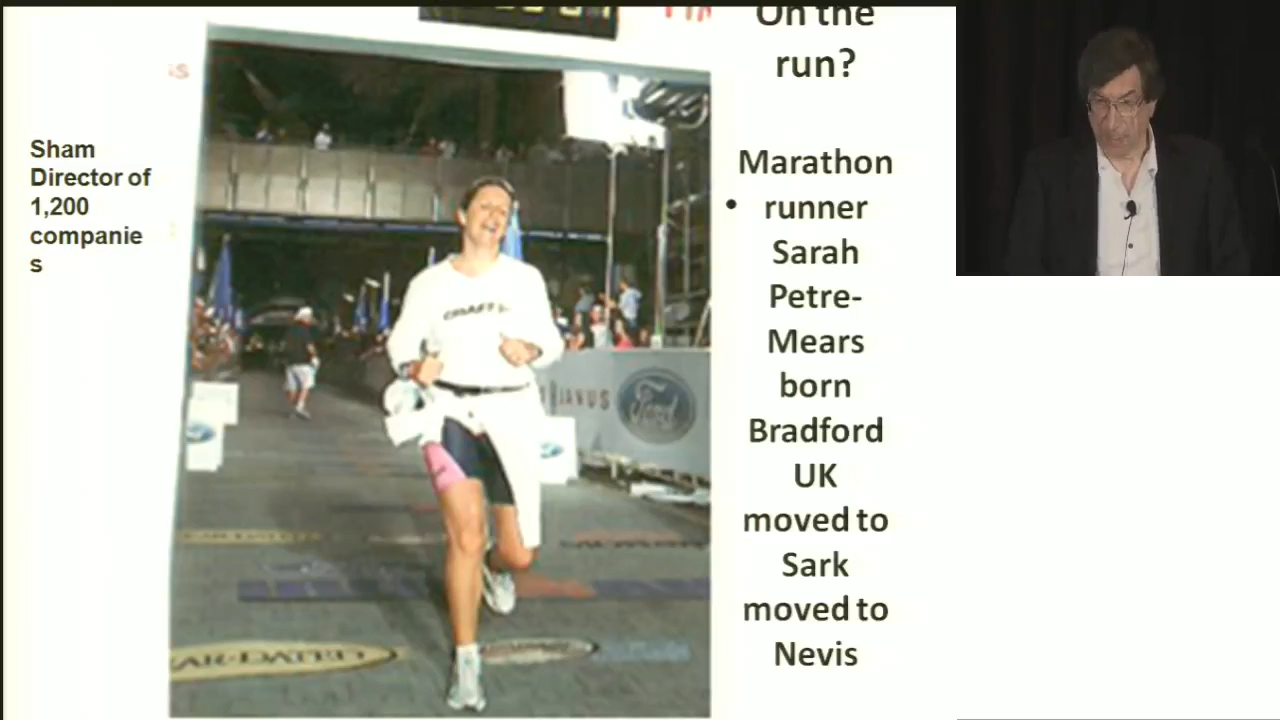 On the
run?
Sham
Director of
1,200
companie
s
Marathon
• runner
Sarah
Petre-
Mears
born
Bradford
UK
moved to
Sark
moved to
Nevis
Ford